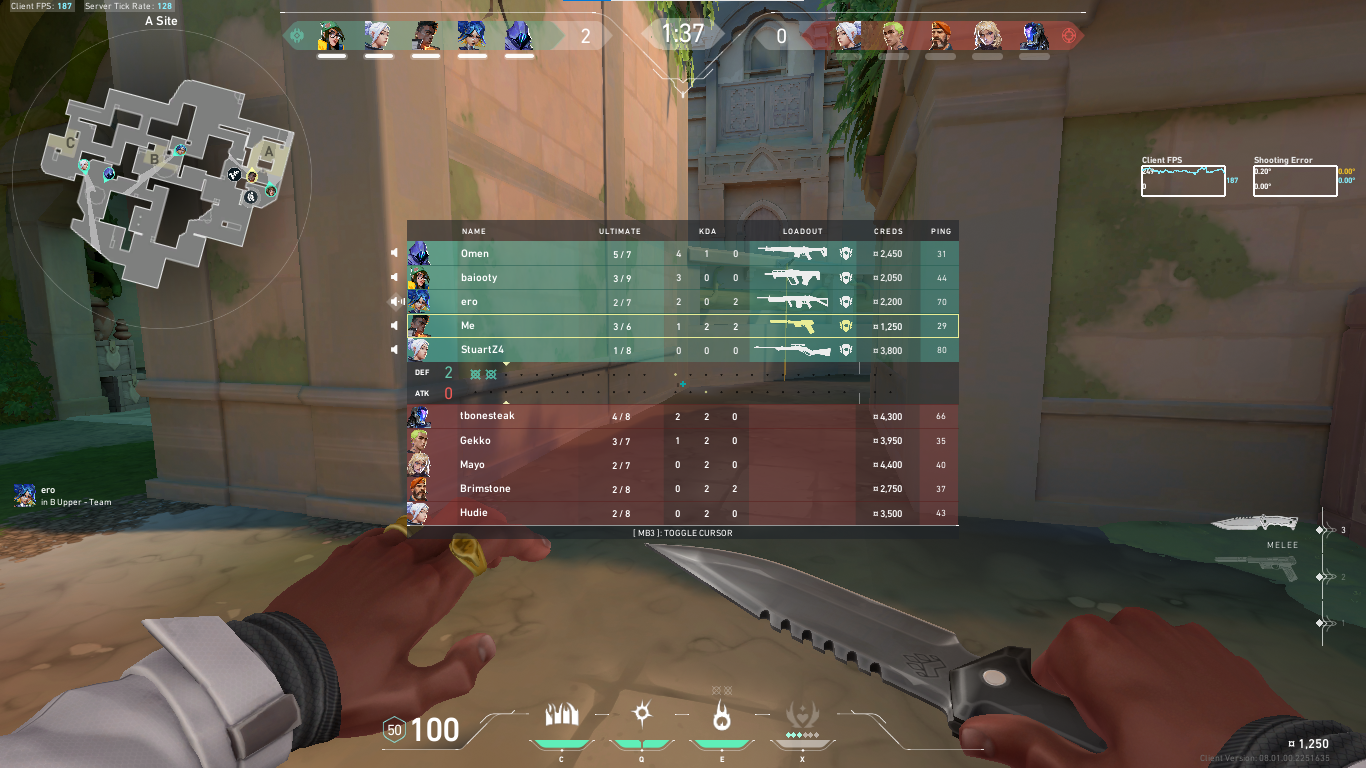 Client FPS: 187 Server Tick Rate: 128
A Site
2 1:37 0
C B A
Client FPS Shooting Error
0.20° 0.00°
187 0.00°
0 0.00°
NAME ULTIMATE KDA LOADOUT CREDS PING
Omen 5 / 7 4 1 0 2,450 31
baiooty 3 / 9 3 0 0 2,050 44
ero 2 / 7 2 0 2 2,200 70
Me 3 / 6 1 2 2 1,250 29
StuartZ4 1 / 8 0 0 0 3,800 80
DEF 2
ATK 0
tbonesteak 4 / 8 2 2 0 4,300 66
Gekko 3 / 7 1 2 0 3,950 35
Mayo 2 / 7 0 2 0 4,400 40
Brimstone 2 / 8 0 2 2 2,750 37
Hudie 2 / 8 0 2 0 3,500 43
[ MB3 ]: TOGGLE CURSOR
ero
in B Upper - Team
3
MELEE
2
1
50 100
C Q E X
1,250
Client Version: 08.01.00.2251635